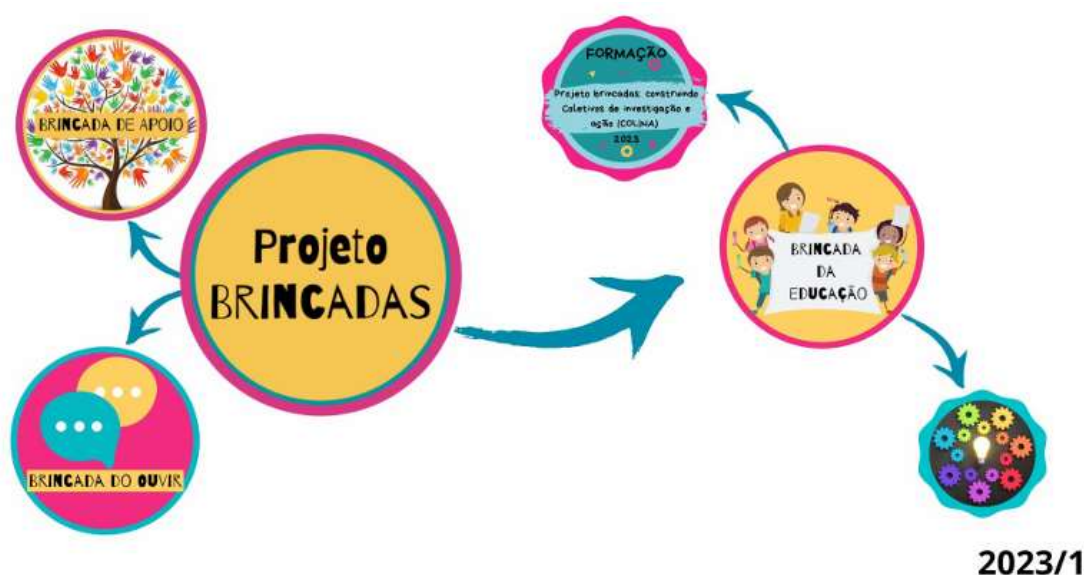 BRINCADA DE APOIO
Projeto
BRINCADAS
BRINCADA DO OUVIR
FORMAÇÃO
Projeto brincadas: construindo
Coletivos de investigação e
ação (COLINA)
2023
BRINCADA
DA
EDUCAÇÃO
2023/1